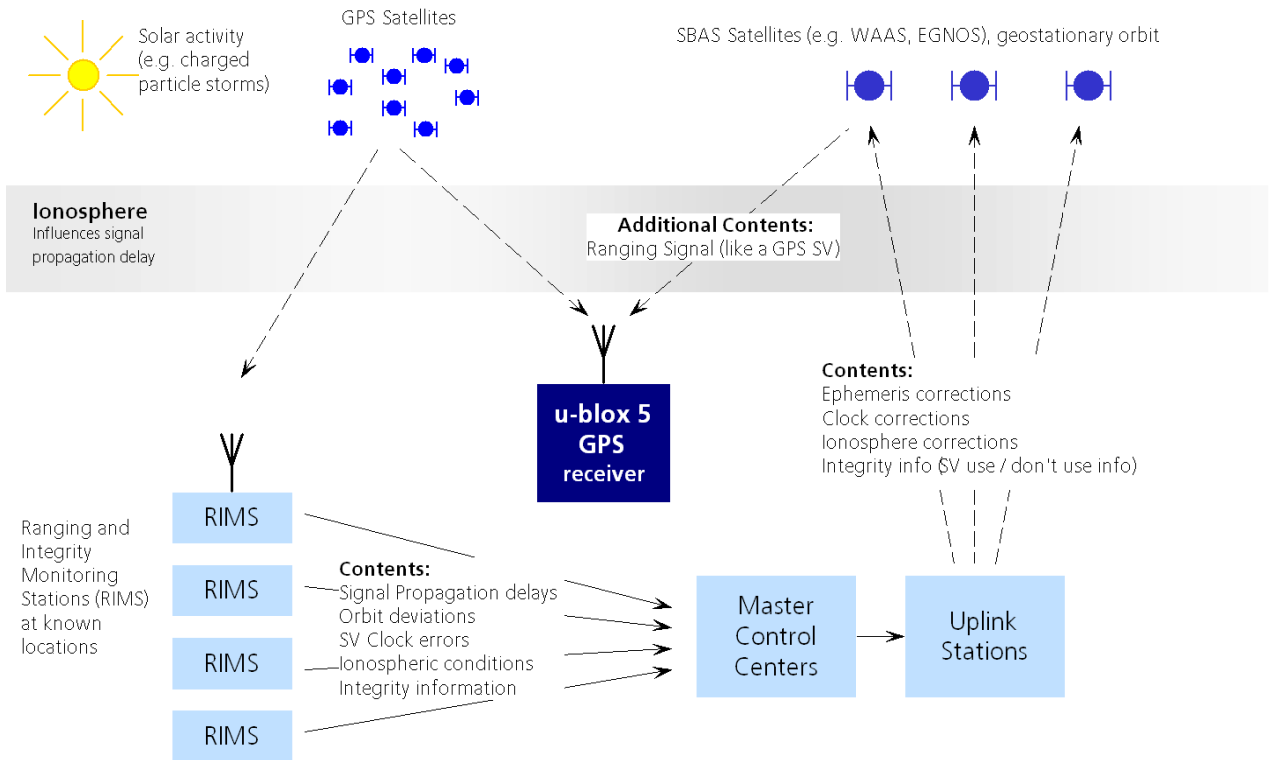 Solar activity
(e.g. charged
particle storms)
GPS Satellites
SBAS Satellites (e.g. WAAS, EGNOS), geostationary orbit
Ionosphere
Influences signal
propagation delay
Additional Contents:
Ranging Signal (like a GPS SV)
u-blox 5
GPS
receiver
Contents:
Ephemeris corrections
Clock corrections
Ionosphere corrections
Integrity info (SV use / don't use info)
Ranging and
Integrity
Monitoring
Stations (RIMS)
at known
locations
RIMS
RIMS
RIMS
RIMS
Contents:
Signal Propagation delays
Orbit deviations
SV Clock errors
Ionospheric conditions
Integrity information
Master
Control
Centers
Uplink
Stations